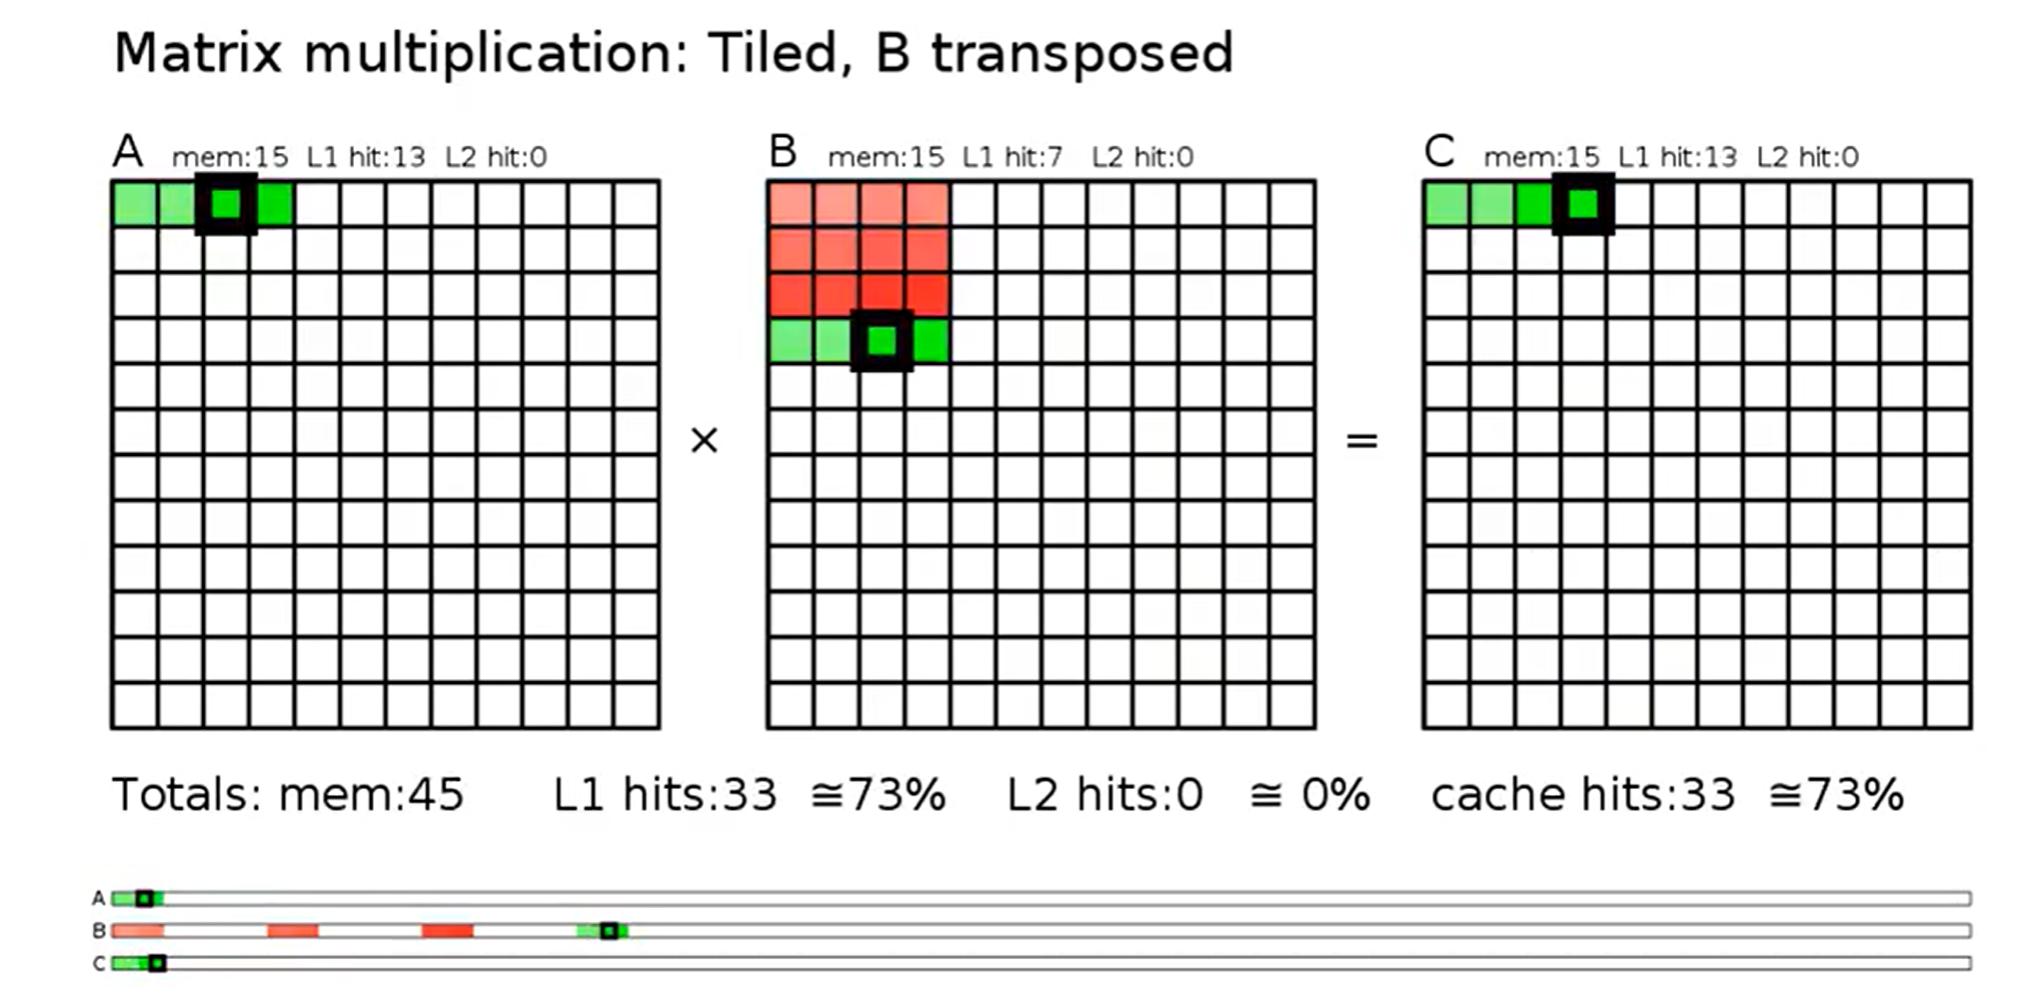 Matrix multiplication: Tiled, B transposed
A mem:15 L1 hit:13 L2 hit:0
B mem:15 L1 hit:7 L2 hit:0
C mem:15 L1 hit:13 L2 hit:0
×
=
Totals: mem:45 L1 hits:33 ≅73% L2 hits:0 ≅ 0% cache hits:33 ≅73%
A
B
C